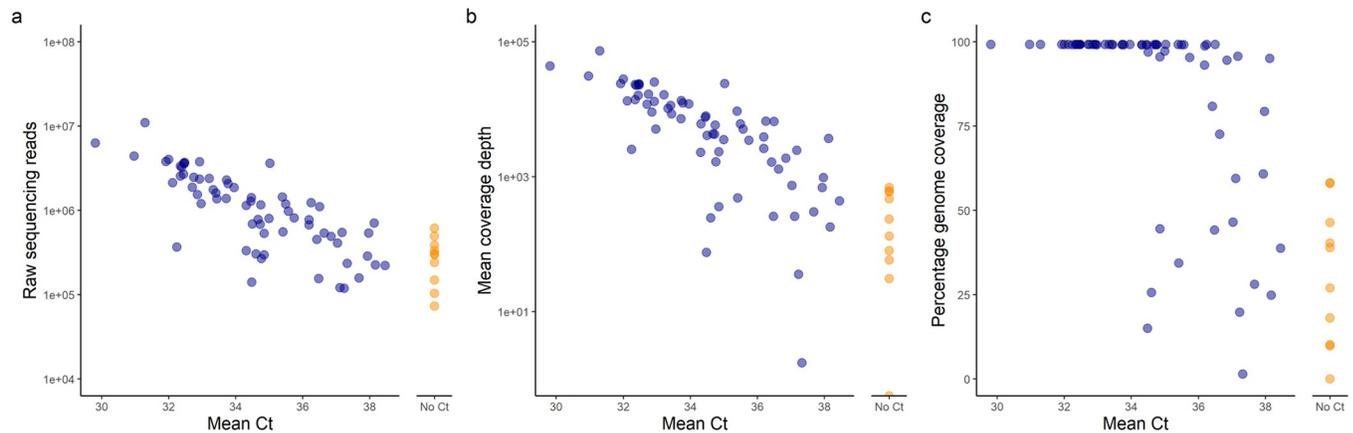 a
Raw sequencing reads
1e+08
1e+07
1e+06
1e+05
1e+04
30 32 34 36 38 No Ct
Mean Ct
b
Mean coverage depth
1e+05
1e+03
1e+01
30 32 34 36 38 No Ct
Mean Ct
c
Percentage genome coverage
100
75
50
25
0
30 32 34 36 38 No Ct
Mean Ct